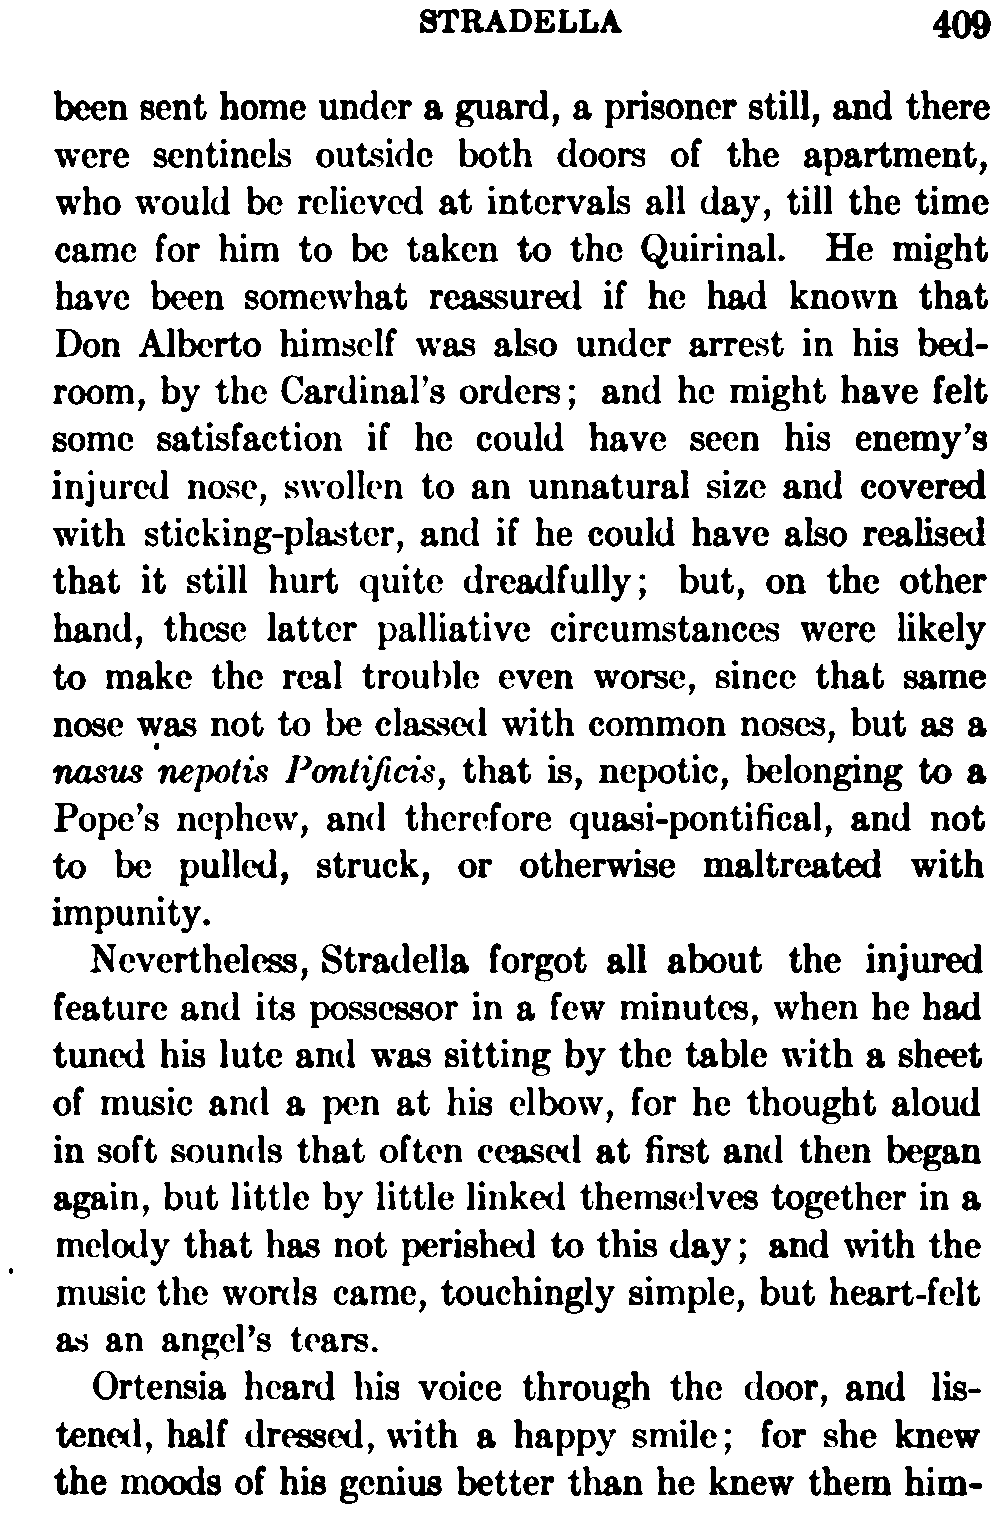 STRADELLA 409
been sent home under a guard, a prisoner still, and there
were sentinels outside both doors of the apartment,
who would be relieved at intervals all day, till the time
came for him to be taken to the Quirinal. He might
have been somewhat reassured if he had known that
Don Alberto himself was also under arrest in his bed-
room, by the Cardinal's orders; and he might have felt
some satisfaction if he could have seen his enemy's
injured nose, swollen to an unnatural size and covered
with sticking-plaster, and if he could have also realised
that it still hurt quite dreadfully; but, on the other
hand, these latter palliative circumstances were likely
to make the real trouble even worse, since that same
nose was not to be classed with common noses, but as a
nasus nepotis Pontificis, that is, nepotic, belonging to a
Pope's nephew, and therefore quasi-pontifical, and not
to be pulled, struck, or otherwise maltreated with
impunity.
Nevertheless, Stradella forgot all about the injured
feature and its possessor in a few minutes, when he had
tuned his lute and was sitting by the table with a sheet
of music and a pen at his elbow, for he thought aloud
in soft sounds that often ceased at first and then began
again, but little by little linked themselves together in a
melody that has not perished to this day; and with the
music the words came, touchingly simple, but heart-felt
as an angel's tears.
Ortensia heard his voice through the door, and lis-
tened, half dressed, with a happy smile; for she knew
the moods of his genius better than he knew them him-